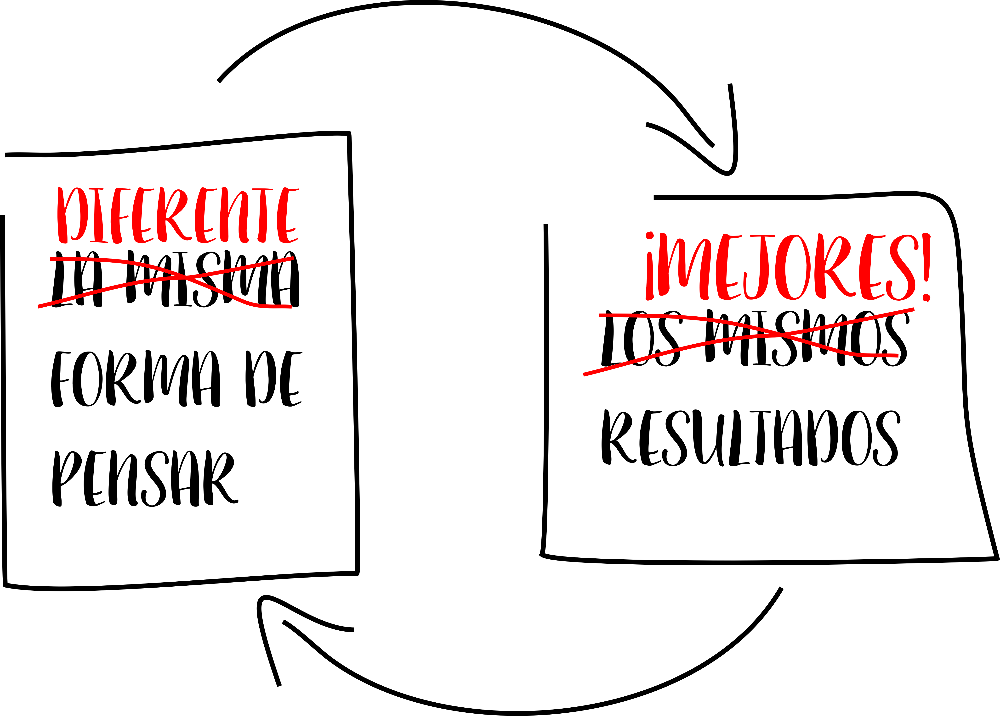 DIFERENTE
LA MISMA
FORMA DE
PENSAR
¡MEJORES!
LOS MISMOS
RESULTADOS